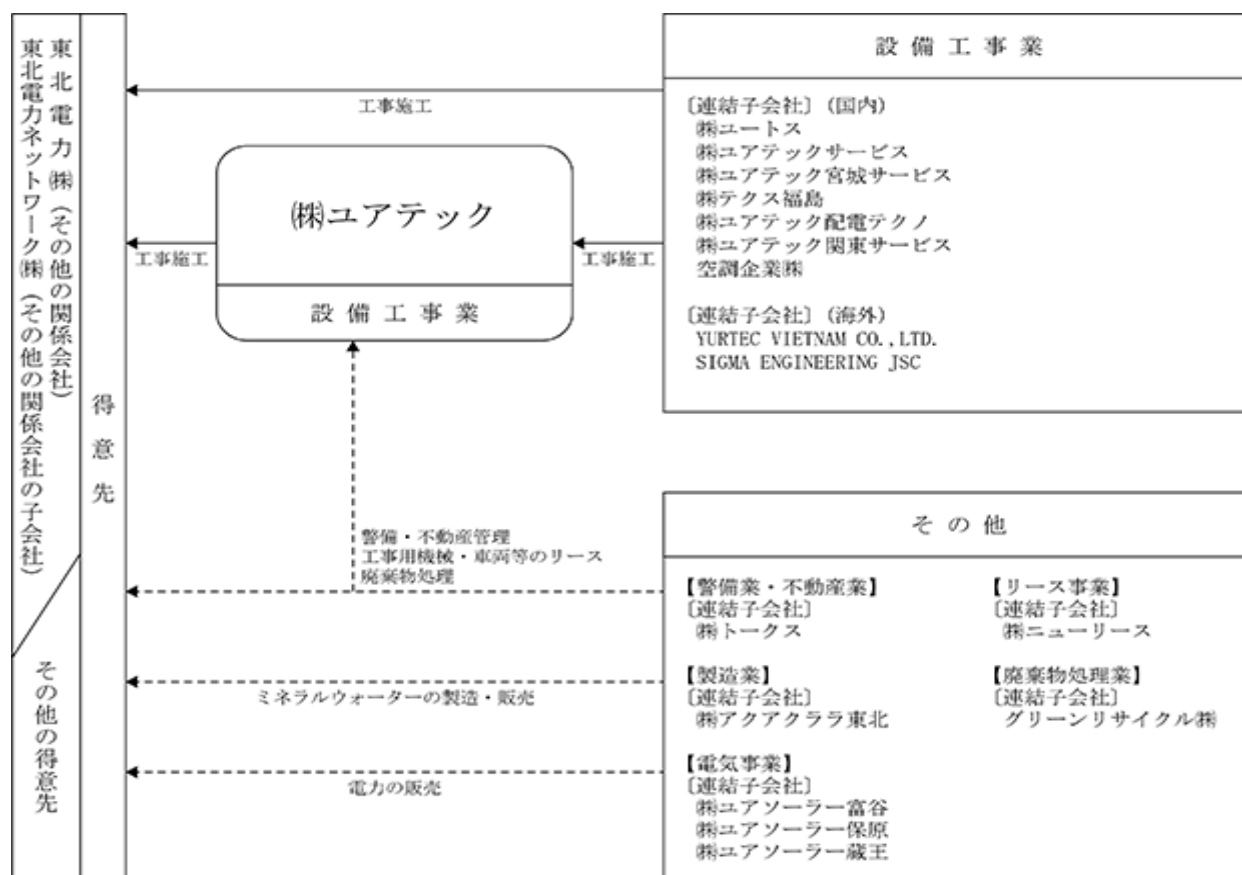 東北電力㈱（その他の関係会社）
東北電力ネットワーク㈱（その他の関係会社の子会社）
その他の得意先
得意先
設備工事業
〔連結子会社〕（国内）
㈱ユートス
㈱ユアテックサービス
㈱ユアテック宮城サービス
㈱テクス福島
㈱ユアテック配電テクノ
㈱ユアテック関東サービス
空調企業㈱
〔連結子会社〕（海外）
YURTEC VIETNAM CO.,LTD.
SIGMA ENGINEERING JSC
工事施工
㈱ユアテック
設備工事業
工事施工
工事施工
警備・不動産管理
工事用機械・車両等のリース
廃棄物処理
ミネラルウォーターの製造・販売
電力の販売
その他
【警備業・不動産業】
〔連結子会社〕
㈱トークス
【リース事業】
〔連結子会社〕
㈱ニューリース
【製造業】
〔連結子会社〕
㈱アクアクララ東北
【廃棄物処理業】
〔連結子会社〕
グリーンリサイクル㈱
【電気事業】
〔連結子会社〕
㈱ユアソーラー富谷
㈱ユアソーラー保原
㈱ユアソーラー蔵王